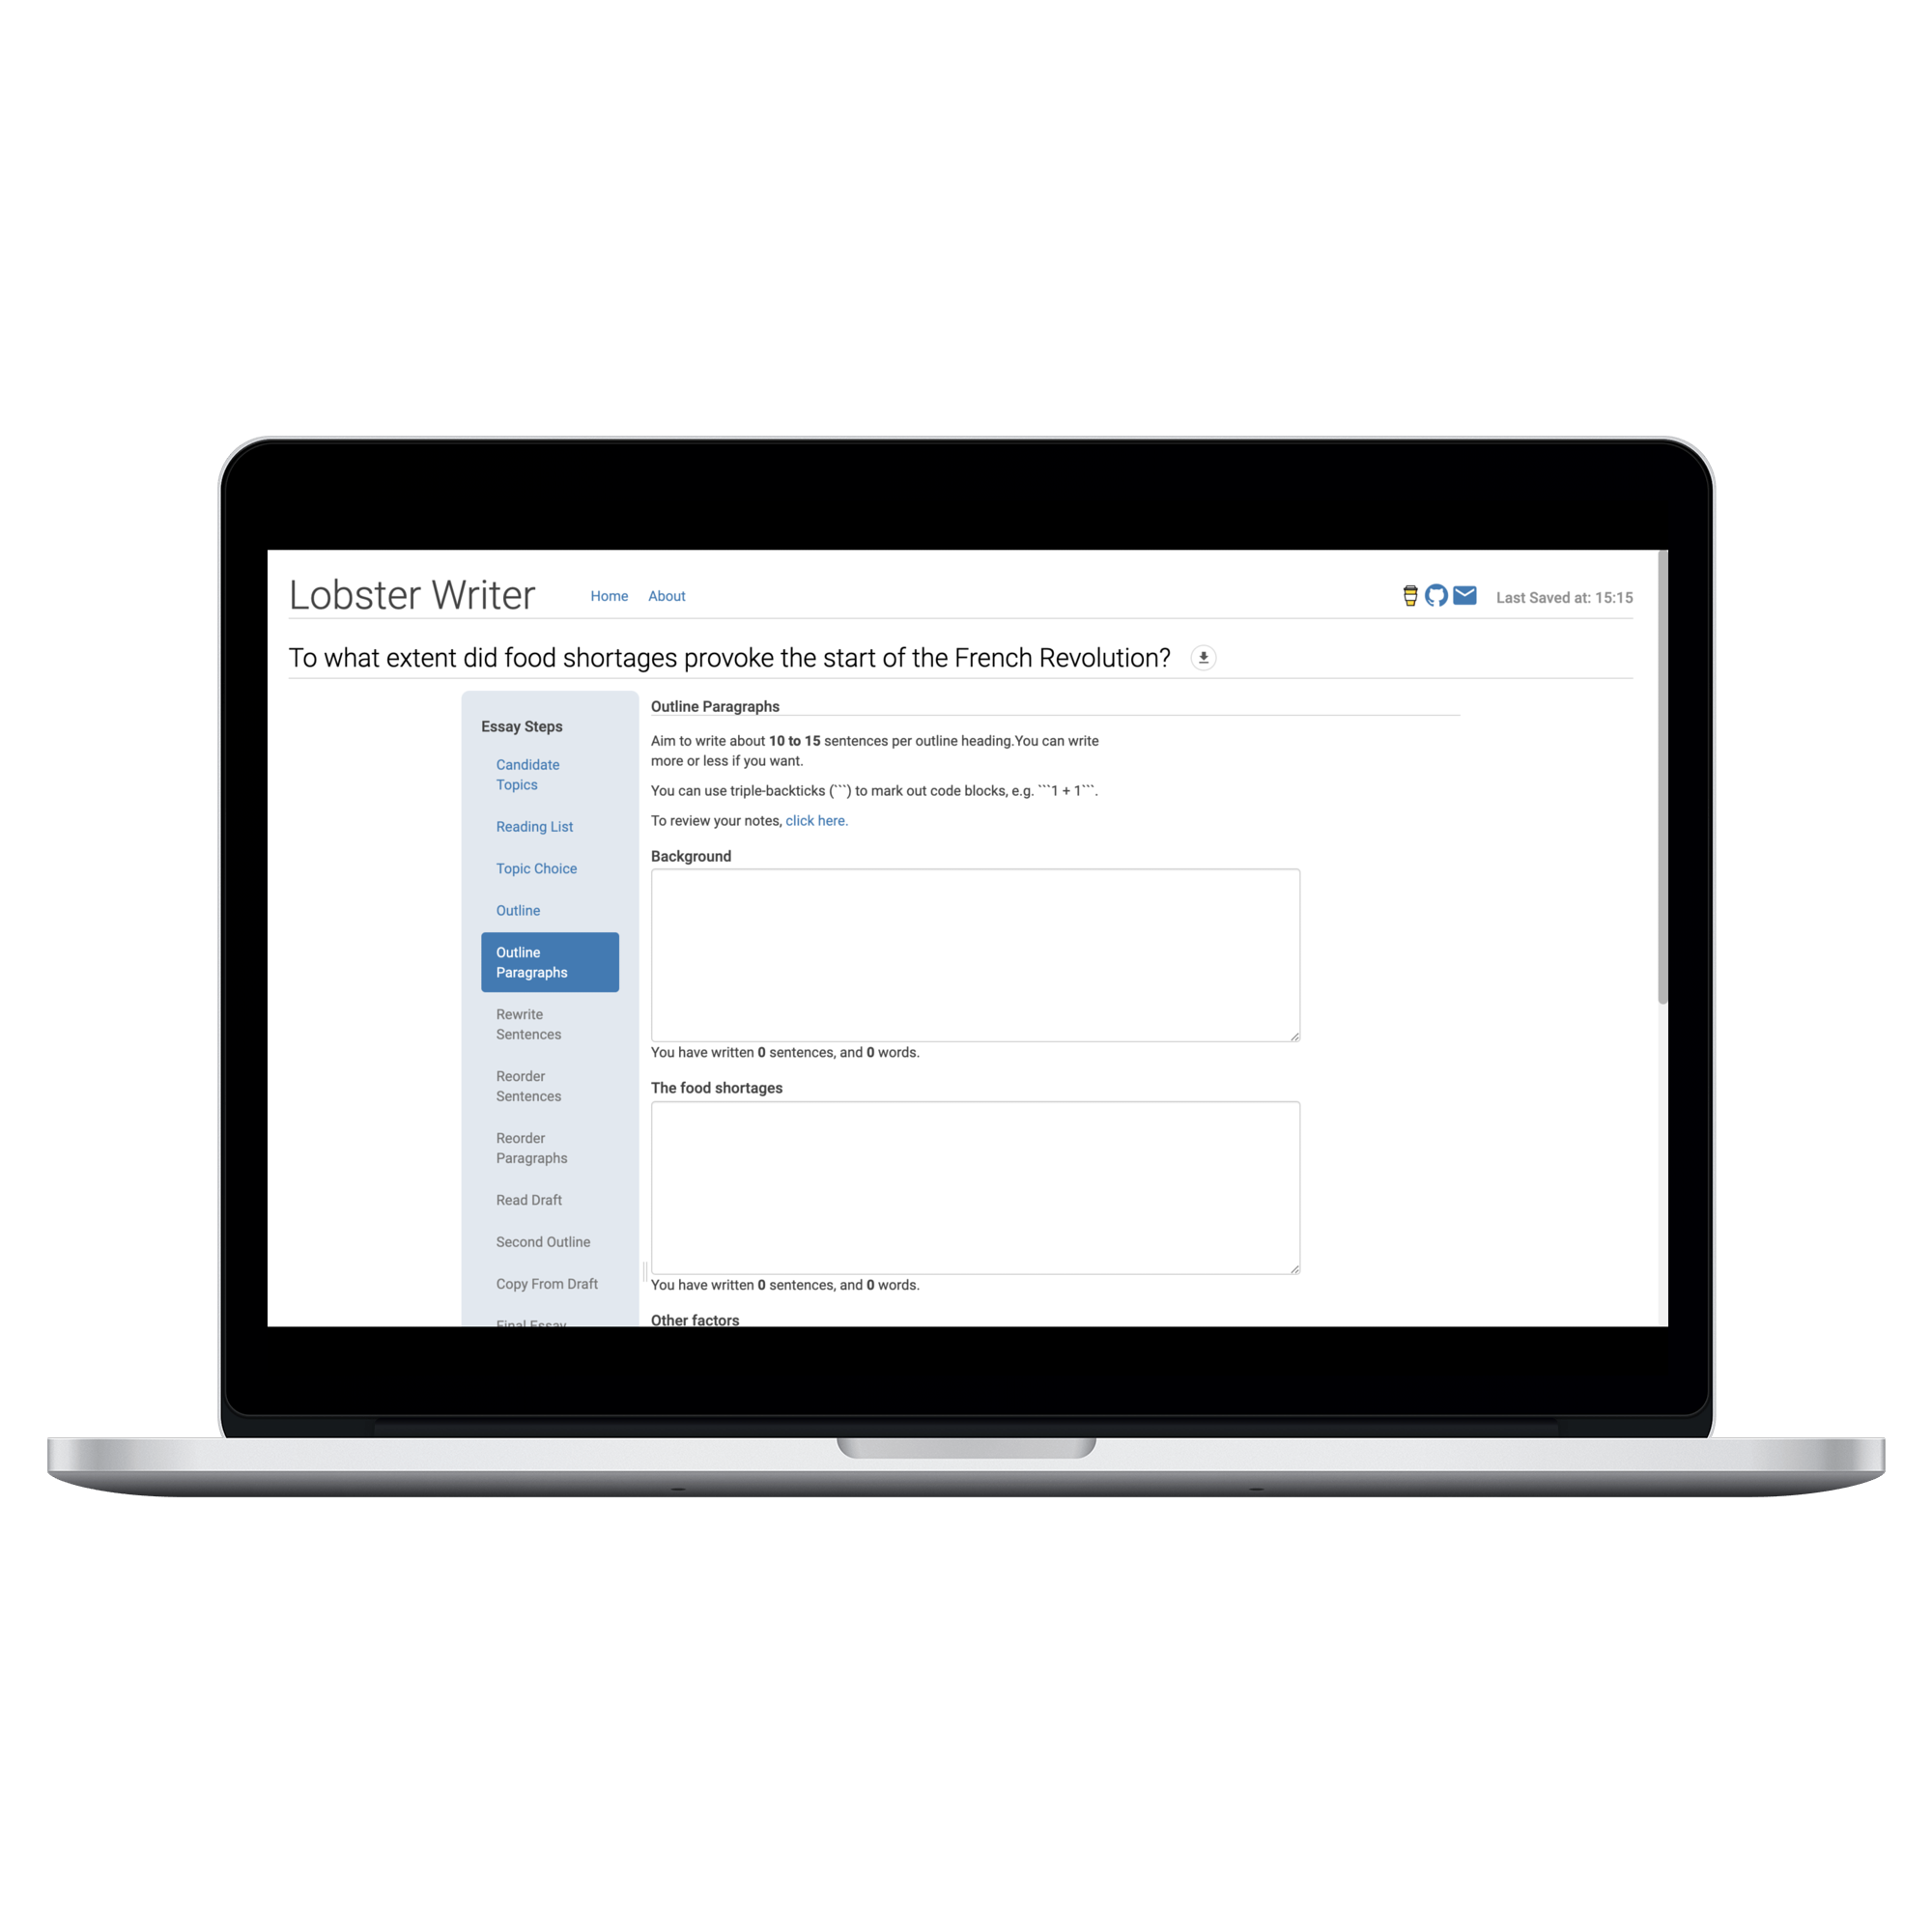 Lobster Writer
Home
About
Last Saved at: 15:15
To what extent did food shortages provoke the start of the French Revolution?
Essay Steps
Candidate
Topics
Reading List
Topic Choice
Outline
Outline
Paragraphs
Rewrite
Sentences
Reorder
Sentences
Reorder
Paragraphs
Read Draft
Second Outline
Copy From Draft
Final Essay
Outline Paragraphs
Aim to write about 10 to 15 sentences per outline heading.You can write
more or less if you want.
You can use triple-backticks (```) to mark out code blocks, e.g. ```1 + 1```.
To review your notes, click here.
Background
You have written 0 sentences, and 0 words.
The food shortages
You have written 0 sentences, and 0 words.
Other factors